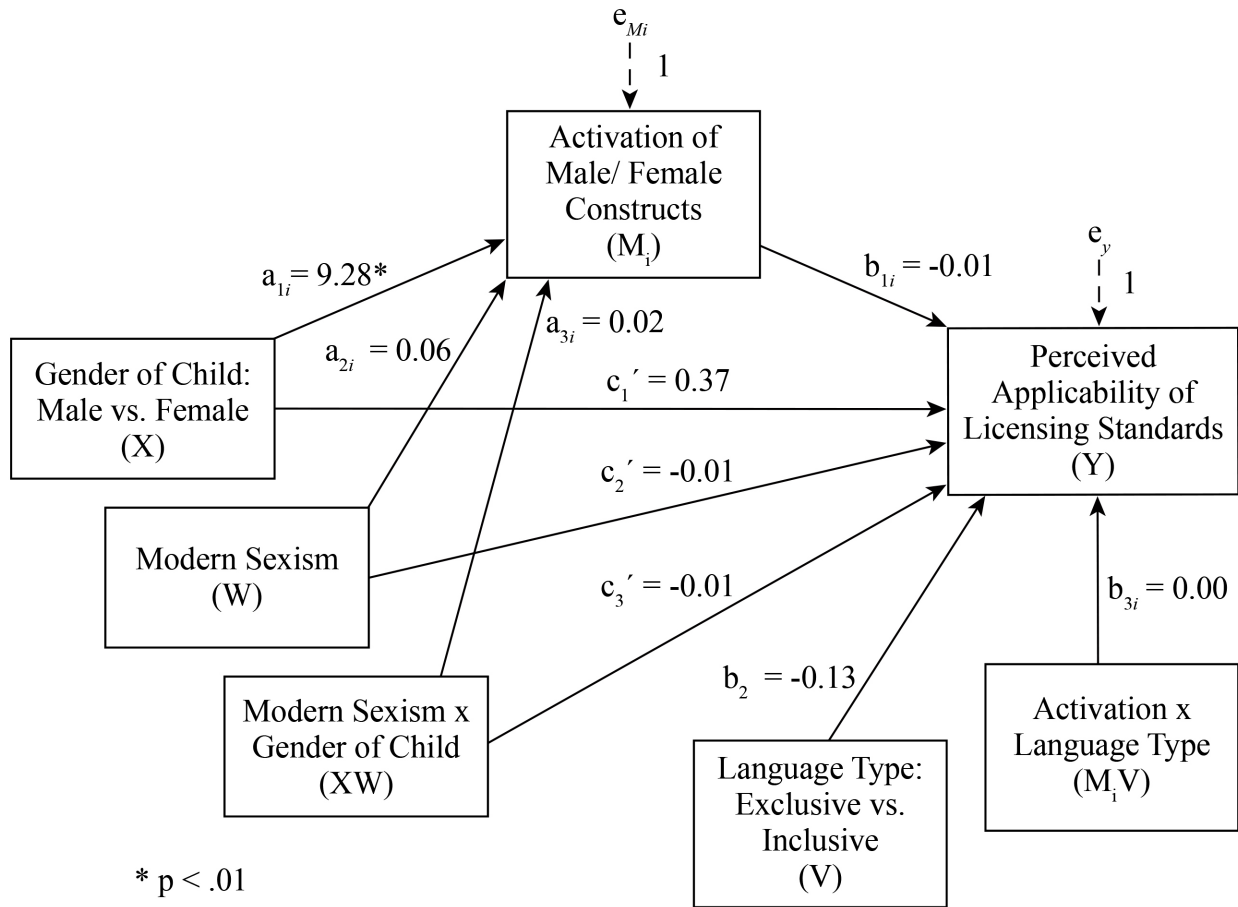 e_Mi
1
Activation of
Male/ Female
Constructs
(M_i)
e_y
1
a_1i = 9.28*
b_1i = -0.01
a_3i = 0.02
a_2i = 0.06
Gender of Child:
Male vs. Female
(X)
c_1´ = 0.37
Perceived
Applicability of
Licensing Standards
(Y)
c_2´ = -0.01
Modern Sexism
(W)
c_3´ = -0.01
b_3i = 0.00
b_2 = -0.13
Modern Sexism x
Gender of Child
(XW)
Activation x
Language Type
(M_iV)
Language Type:
Exclusive vs.
Inclusive
(V)
* p < .01